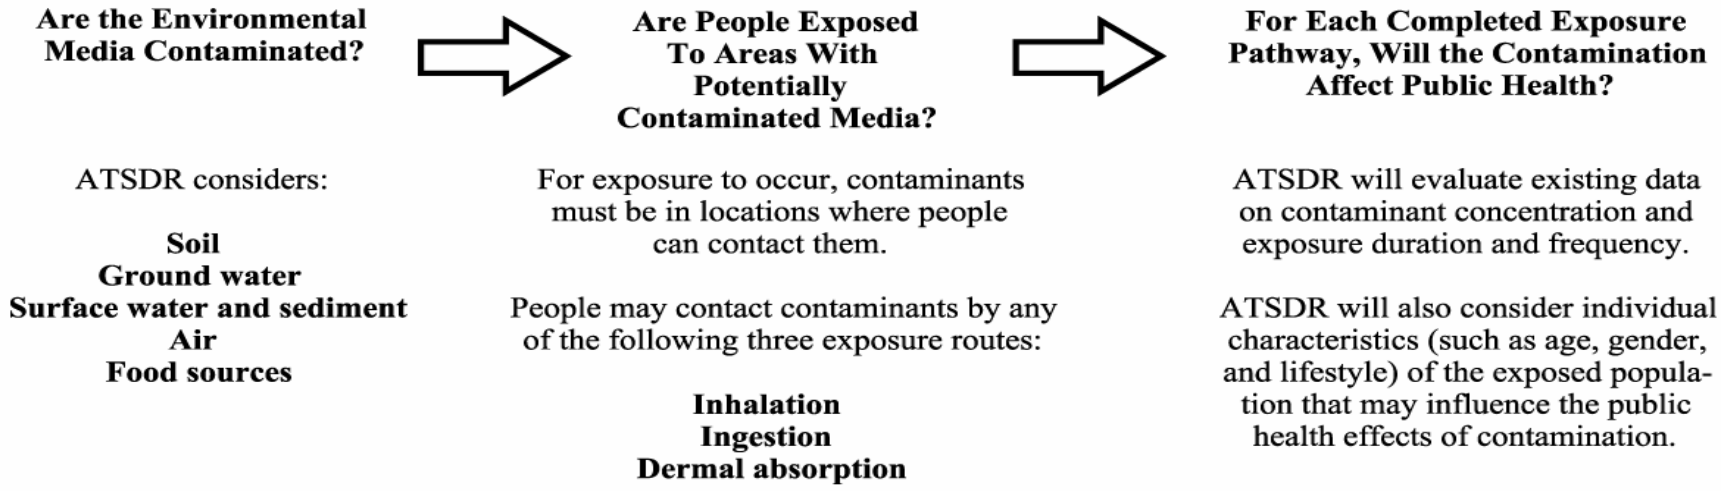 Are the Environmental
Media Contaminated?
ATSDR considers:
Soil
Ground water
Surface water and sediment
Air
Food sources
Are People Exposed
To Areas With
Potentially
Contaminated Media?
For exposure to occur, contaminants
must be in locations where people
can contact them.
People may contact contaminants by any
of the following three exposure routes:
Inhalation
Ingestion
Dermal absorption
For Each Completed Exposure
Pathway, Will the Contamination
Affect Public Health?
ATSDR will evaluate existing data
on contaminant concentration and
exposure duration and frequency.
ATSDR will also consider individual
characteristics (such as age, gender,
and lifestyle) of the exposed popula-
tion that may influence the public
health effects of contamination.